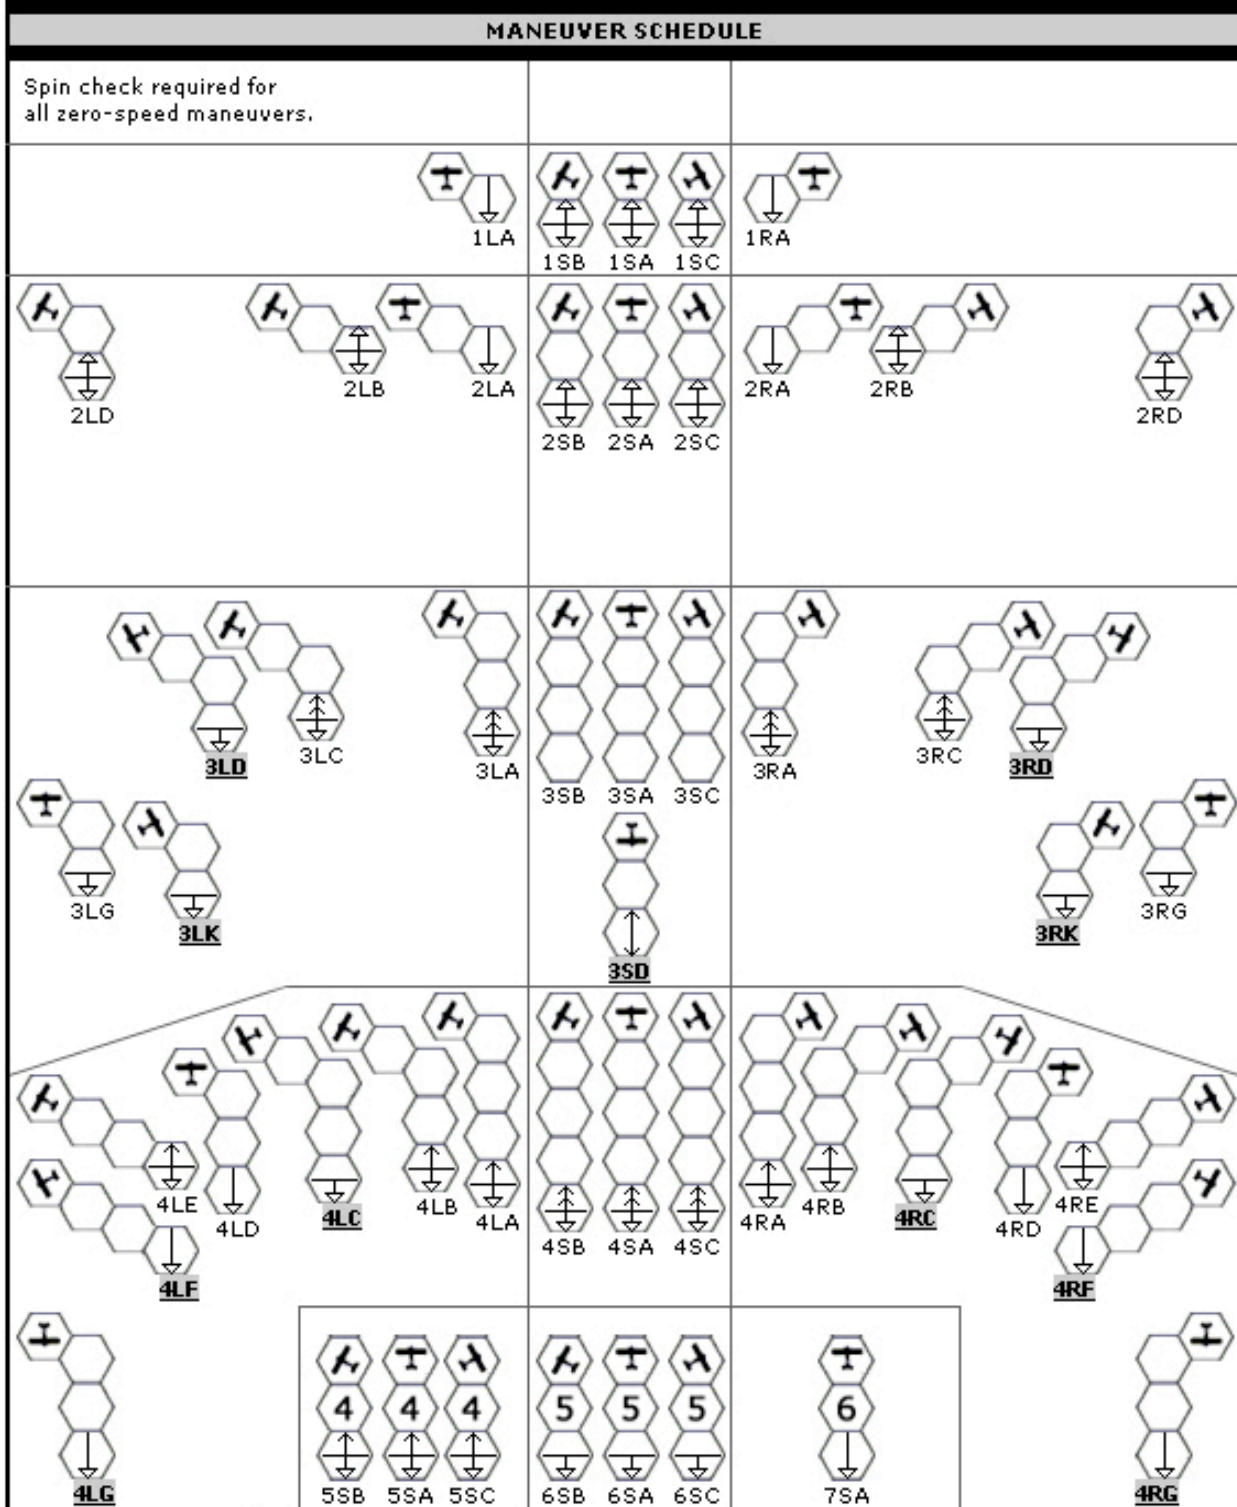 MANEUVER SCHEDULE
Spin check required for
all zero-speed maneuvers.
1LA
1SB 1SA 1SC
1RA
2LD
2LB
2LA
2SB 2SA 2SC
2RA
2RB
2RD
3LD
3LC
3LA
3SB 3SA 3SC
3RA
3RC
3RD
3LG
3LK
3SD
3RK
3RG
4LE
4LD
4LC
4LB
4LA
4SB 4SA 4SC
4RA
4RB
4RC
4RD
4RE
4LF
4RF
4LG
4 4 4
5SB 5SA 5SC
5 5 5
6SB 6SA 6SC
6
7SA
4RG